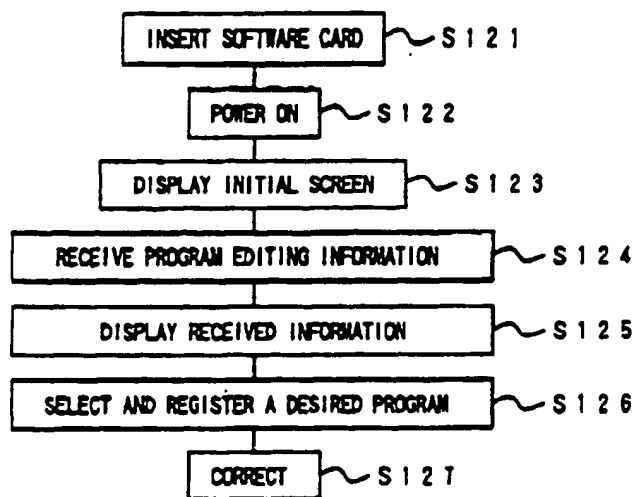 INSERT SOFTWARE CARD S121
POWER ON S122
DISPLAY INITIAL SCREEN S123
RECEIVE PROGRAM EDITING INFORMATION S124
DISPLAY RECEIVED INFORMATION S125
SELECT AND REGISTER A DESIRED PROGRAM S126
CORRECT S127